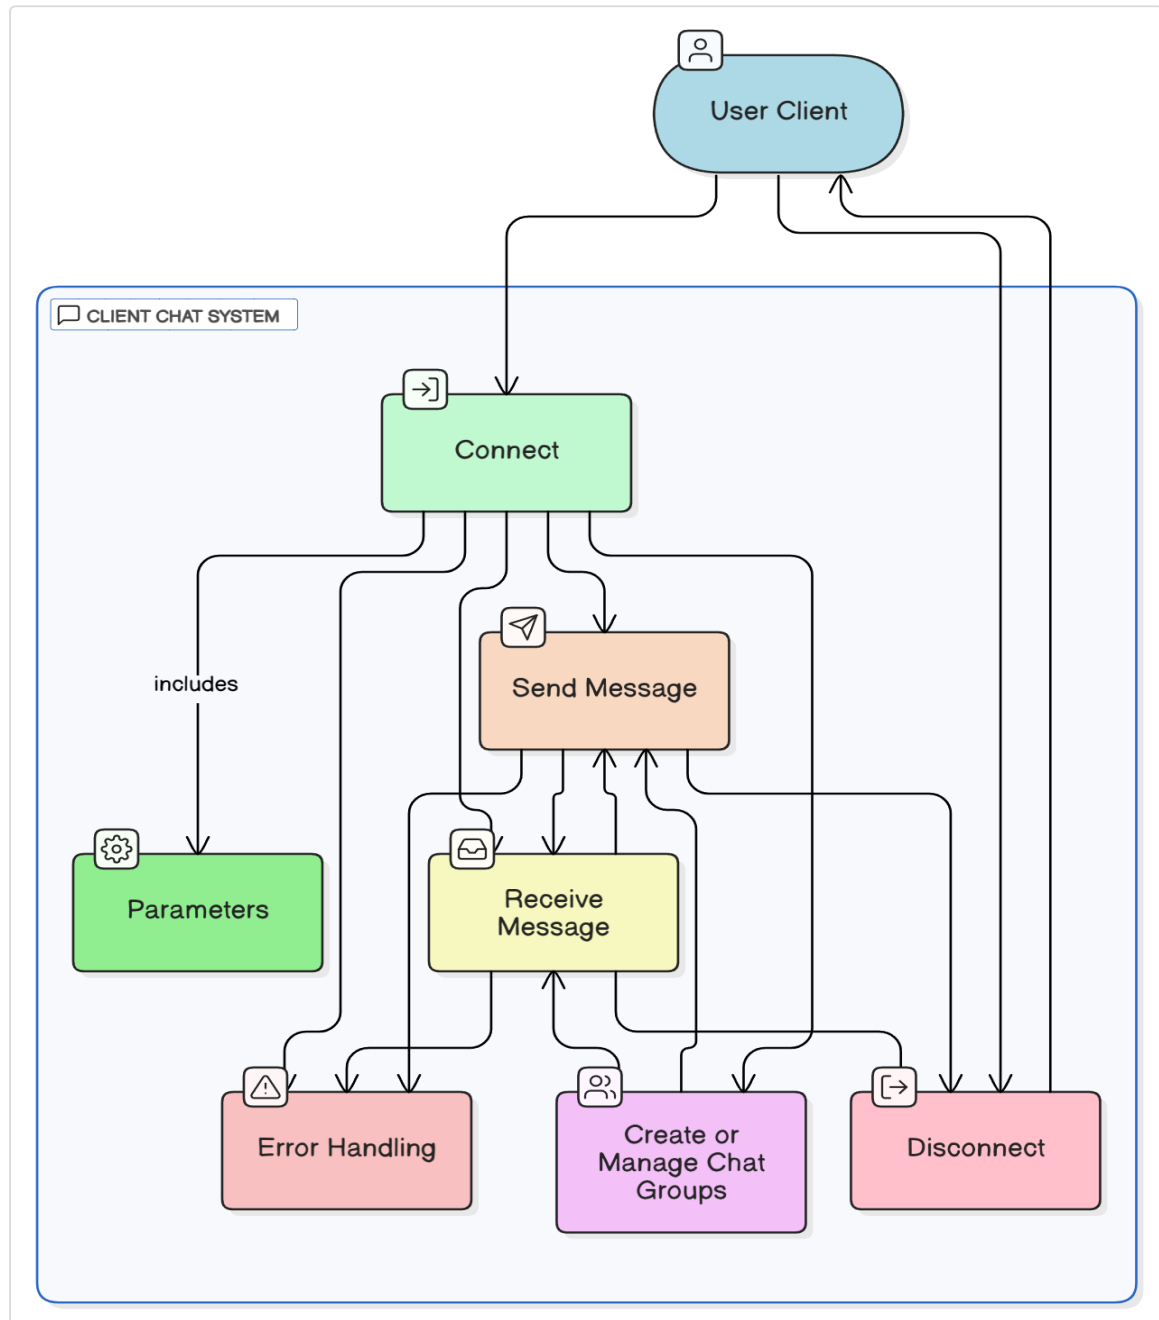 User Client
CLIENT CHAT SYSTEM
Connect
Send Message
includes
Parameters
Receive
Message
Error Handling
Create or
Manage Chat
Groups
Disconnect